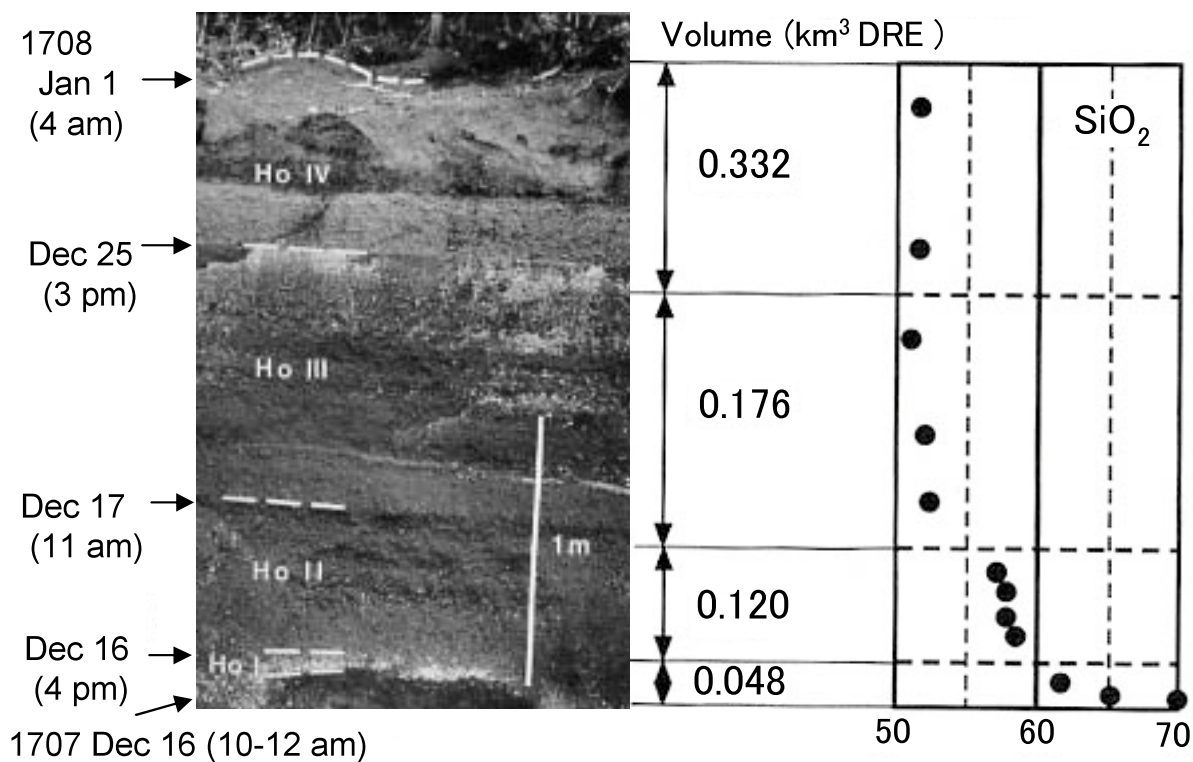 1708
Jan 1
(4 am)
Dec 25
(3 pm)
Dec 17
(11 am)
Dec 16
(4 pm)
1707 Dec 16 (10-12 am)
Ho IV
Ho III
Ho II
Ho I
1m
Volume (km³ DRE )
0.332
0.176
0.120
0.048
SiO₂
50 60 70